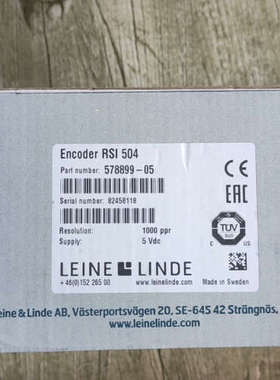 Encoder RSI 504
Part number: 578899-05
Serial number: 82458118
Resolution: 1000 ppr
Supply: 5 Vdc
CE
EAC
TÜV
SUD
C US
LEINE LINDE
+46(0)152 265 00 www.leinelinde.com Made in Sweden
eine & Linde AB, Västerportsvägen 20, SE-645 42 Strängnäs,
www.leinelinde.com